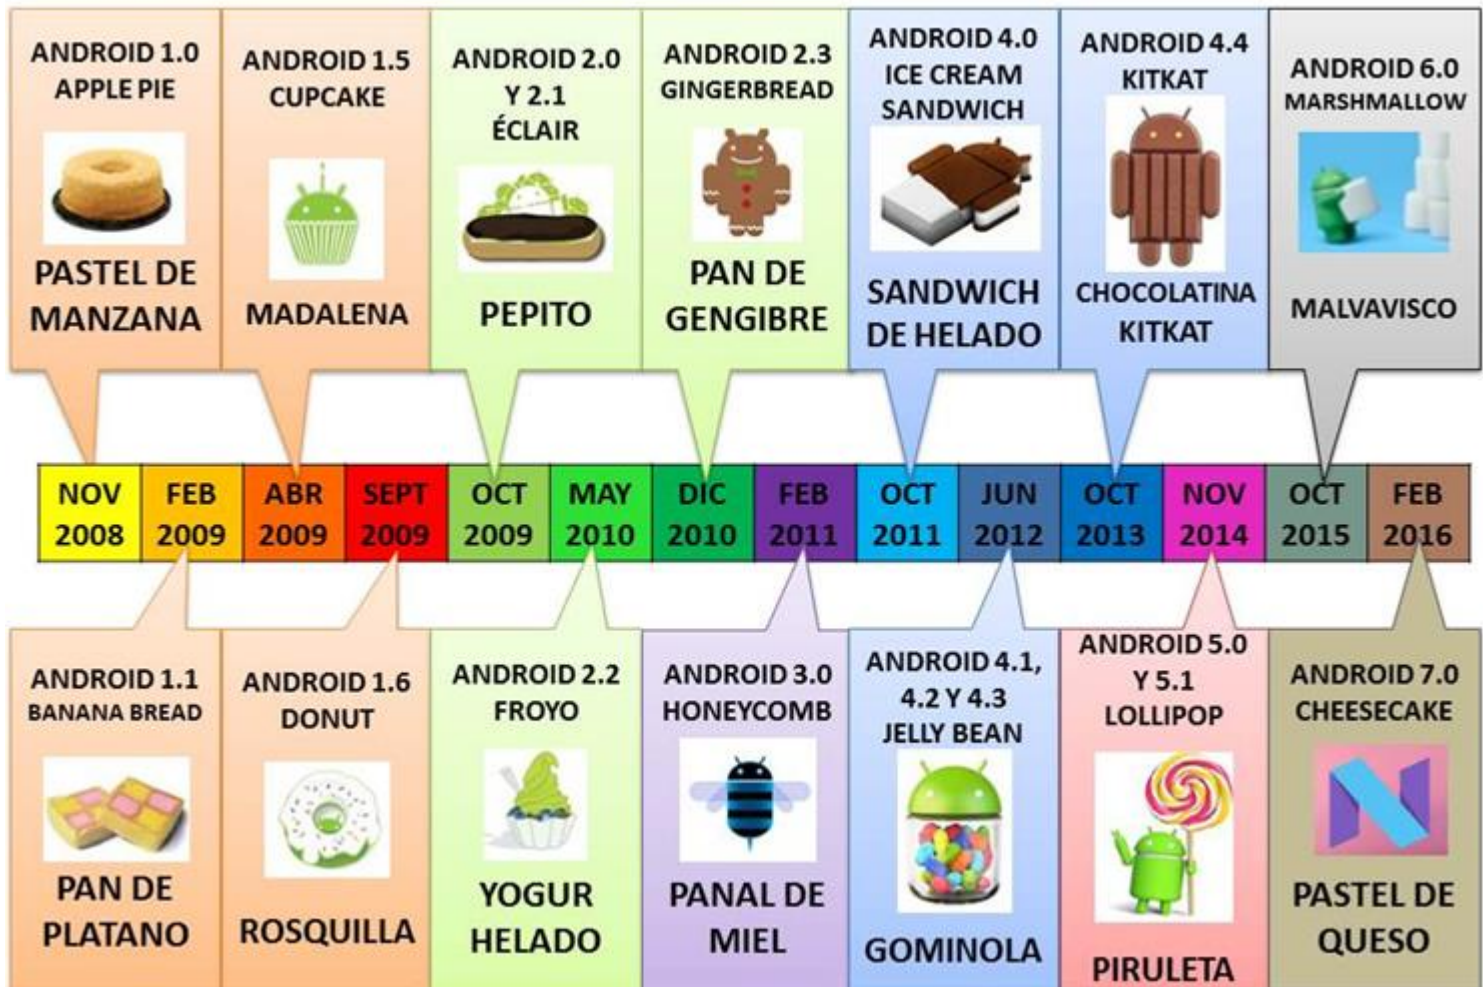 ANDROID 1.0
APPLE PIE
PASTEL DE
MANZANA
ANDROID 1.5
CUPCAKE
MADALENA
ANDROID 2.0
Y 2.1
ÉCLAIR
PEPITO
ANDROID 2.3
GINGERBREAD
PAN DE
GENGIBRE
ANDROID 4.0
ICE CREAM
SANDWICH
SANDWICH
DE HELADO
ANDROID 4.4
KITKAT
CHOCOLATINA
KITKAT
ANDROID 6.0
MARSHMALLOW
MALVAVISCO
NOV
2008
FEB
2009
ABR
2009
SEPT
2009
OCT
2009
MAY
2010
DIC
2010
FEB
2011
OCT
2011
JUN
2012
OCT
2013
NOV
2014
OCT
2015
FEB
2016
ANDROID 1.1
BANANA BREAD
PAN DE
PLATANO
ANDROID 1.6
DONUT
ROSQUILLA
ANDROID 2.2
FROYO
YOGUR
HELADO
ANDROID 3.0
HONEYCOMB
PANAL DE
MIEL
ANDROID 4.1,
4.2 Y 4.3
JELLY BEAN
GOMINOLA
ANDROID 5.0
Y 5.1
LOLLIPOP
PIRULETA
ANDROID 7.0
CHEESECAKE
N
PASTEL DE
QUESO